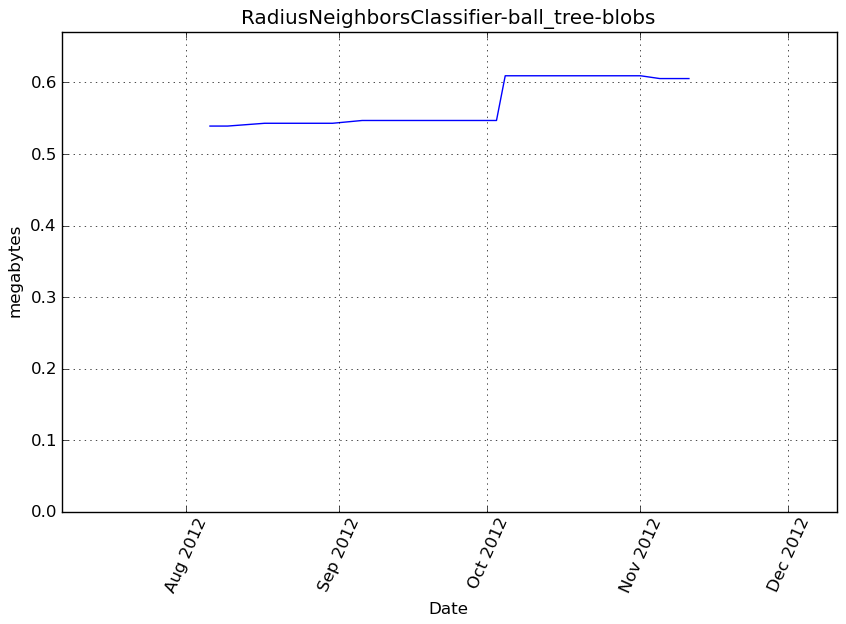 RadiusNeighborsClassifier-ball_tree-blobs
0.6
0.5
0.4
0.3
0.2
0.1
0.0
megabytes
Aug 2012
Sep 2012
Oct 2012
Nov 2012
Dec 2012
Date